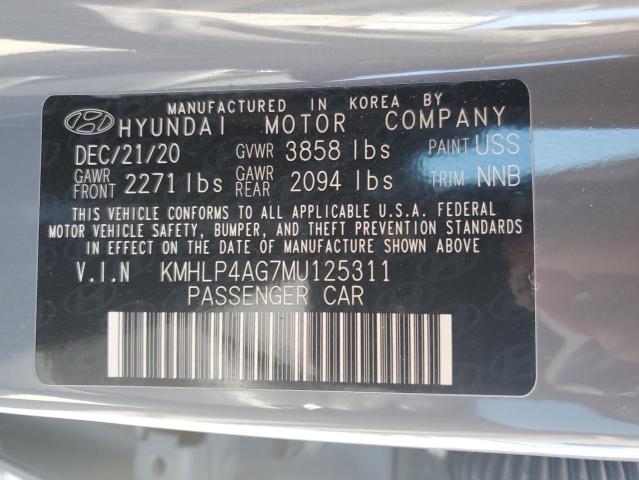 MANUFACTURED IN KOREA BY
HYUNDAI MOTOR COMPANY
DEC/21/20 GVWR 3858 lbs PAINT USS
GAWR FRONT 2271 lbs GAWR REAR 2094 lbs TRIM NNB
THIS VEHICLE CONFORMS TO ALL APPLICABLE U.S.A. FEDERAL
MOTOR VEHICLE SAFETY, BUMPER, AND THEFT PREVENTION STANDARDS
IN EFFECT ON THE DATE OF MANUFACTURE SHOWN ABOVE.
V.I.N KMHLP4AG7MU125311
PASSENGER CAR